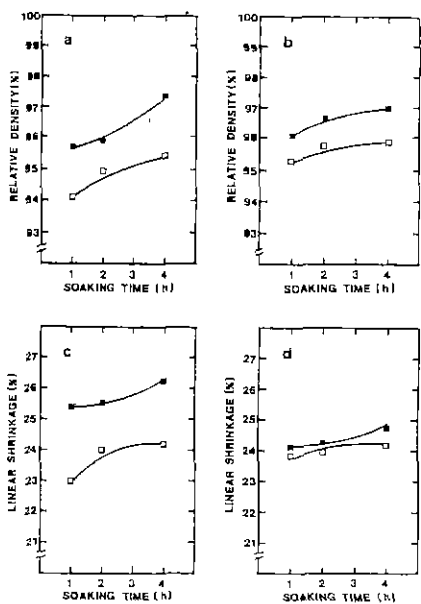 a
100
99
98
97
96
95
94
93
RELATIVE DENSITY(%)
1 2 3 4
SOAKING TIME (h)
b
100
99
98
97
96
95
94
93
RELATIVE DENSITY(%)
1 2 3 4
SOAKING TIME (h)
c
27
26
25
24
23
22
21
LINEAR SHRINKAGE(%)
1 2 3 4
SOAKING TIME (h)
d
27
26
25
24
23
22
21
LINEAR SHRINKAGE(%)
1 2 3 4
SOAKING TIME (h)